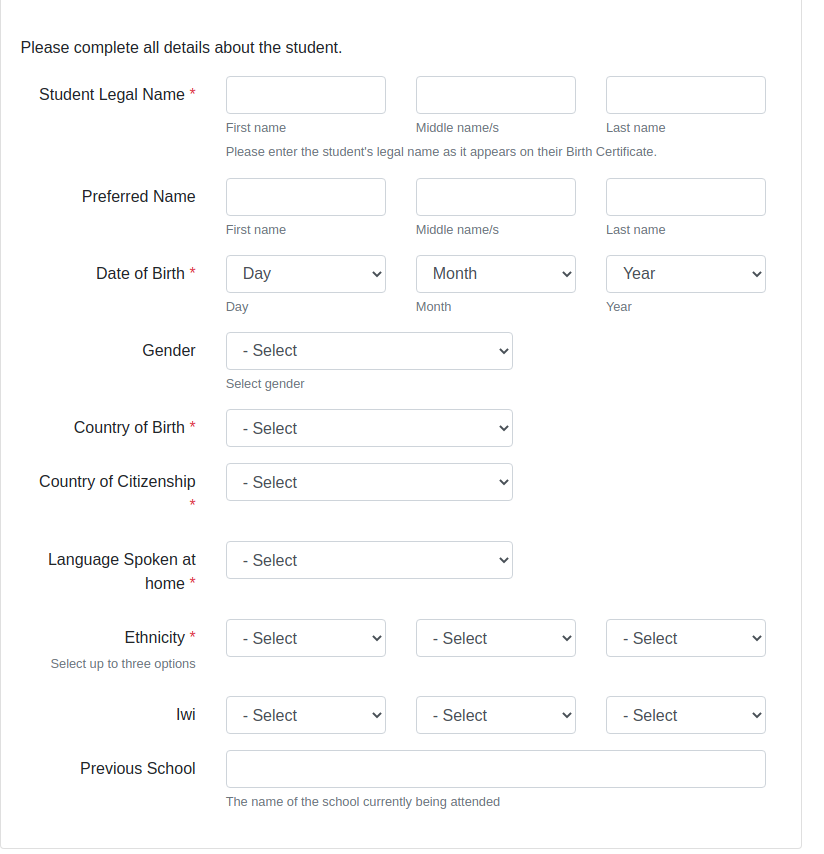 Please complete all details about the student.
Student Legal Name *
First name Middle name/s Last name
Please enter the student's legal name as it appears on their Birth Certificate.
Preferred Name
First name Middle name/s Last name
Date of Birth * Day Month Year
Day Month Year
Gender - Select
Select gender
Country of Birth * - Select
Country of Citizenship - Select
*
Language Spoken at - Select
home *
Ethnicity * - Select - Select - Select
Select up to three options
Iwi - Select - Select - Select
Previous School
The name of the school currently being attended